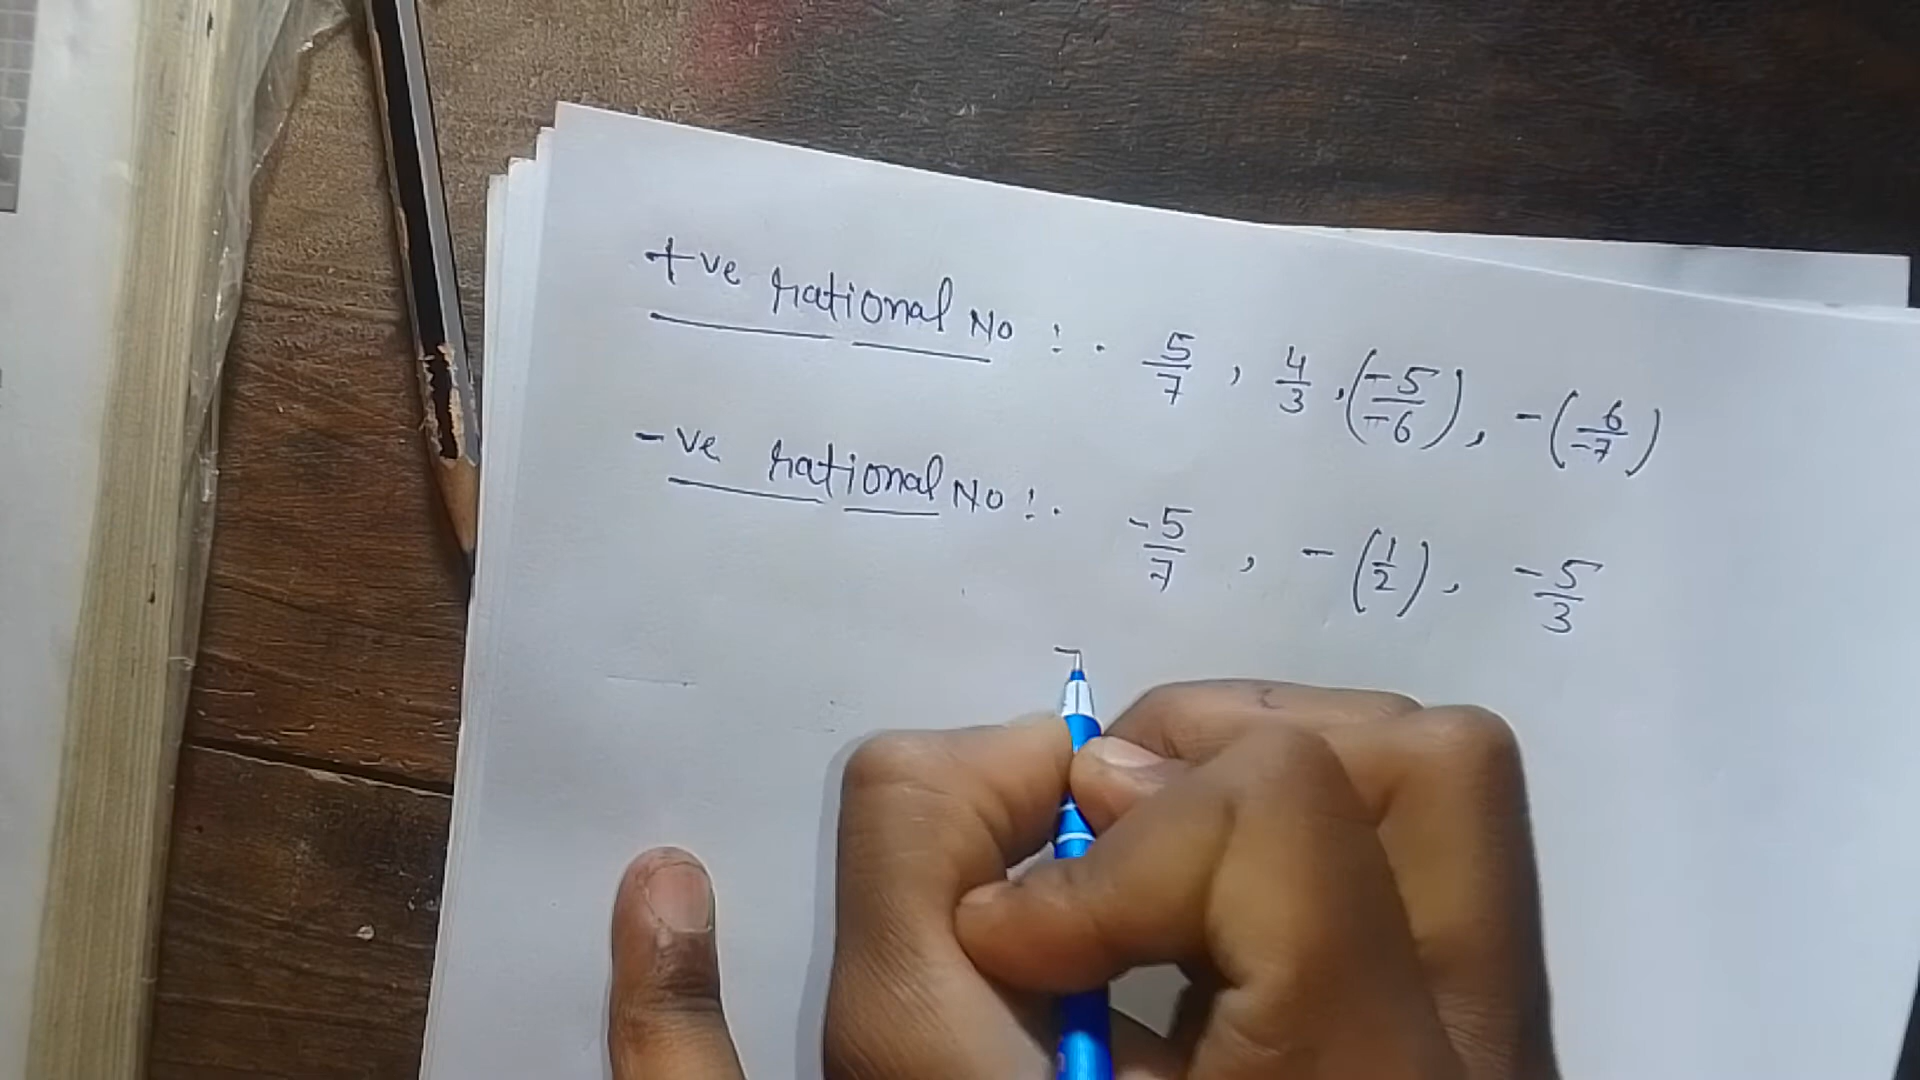 +ve rational No :. 5/7 , 4/3 , (-5/-6), -(6/-7)
-ve rational No :. -5/7 , -(1/2), -5/3